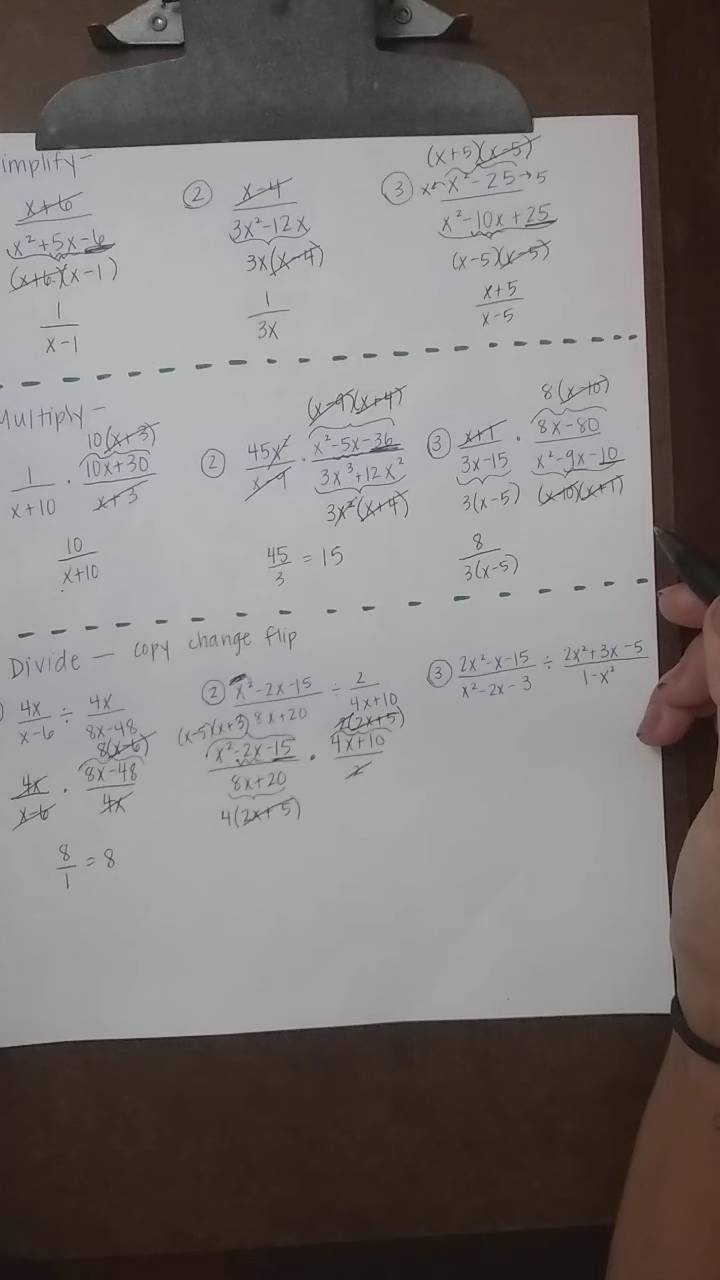 implify-
x+6
x²+5x-6
(x+6)(x-1)
1
x-1
② x-4
3x²-12x
3x(x-4)
1
3x
(x+5)(x-5)
③ x← x²-25 →5
x²-10x+25
(x-5)(x-5)
x+5
x-5
Multiply-
10(x+3)
1/x+10 · 10x+30/x+3
10
x+10
(x-9)(x+4)
② 45x²/x-9 · x²-5x-36/3x³+12x²
3x²(x+4)
45/3 = 15
8(x-10)
③ x+1/3x-15 · 8x-80/x²-9x-10
3(x-5) (x-10)(x+1)
8
3(x-5)
Divide — copy change flip
4x/x-6 ÷ 4x/8x-48
8(x-6)
4x/x-6 · 8x-48/4x
8/1 = 8
② x²-2x-15/8x+20 ÷ 2/4x+10
(x-5)(x+3) 2(2x+5)
x²-2x-15/8x+20 · 4x+10/2
4(2x+5)
③ 2x²-x-15/x²-2x-3 ÷ 2x²+3x-5/1-x²